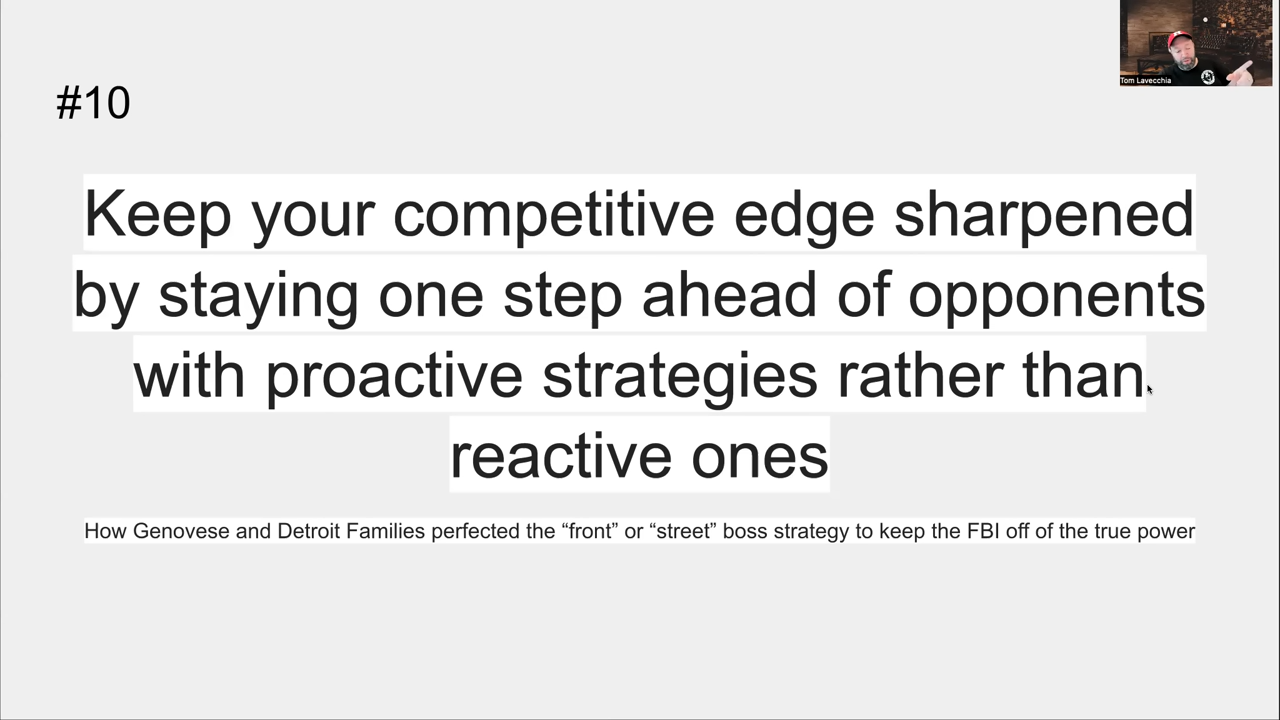 Tom Lavecchia
#10
Keep your competitive edge sharpened
by staying one step ahead of opponents
with proactive strategies rather than
reactive ones
How Genovese and Detroit Families perfected the “front” or “street” boss strategy to keep the FBI off of the true power